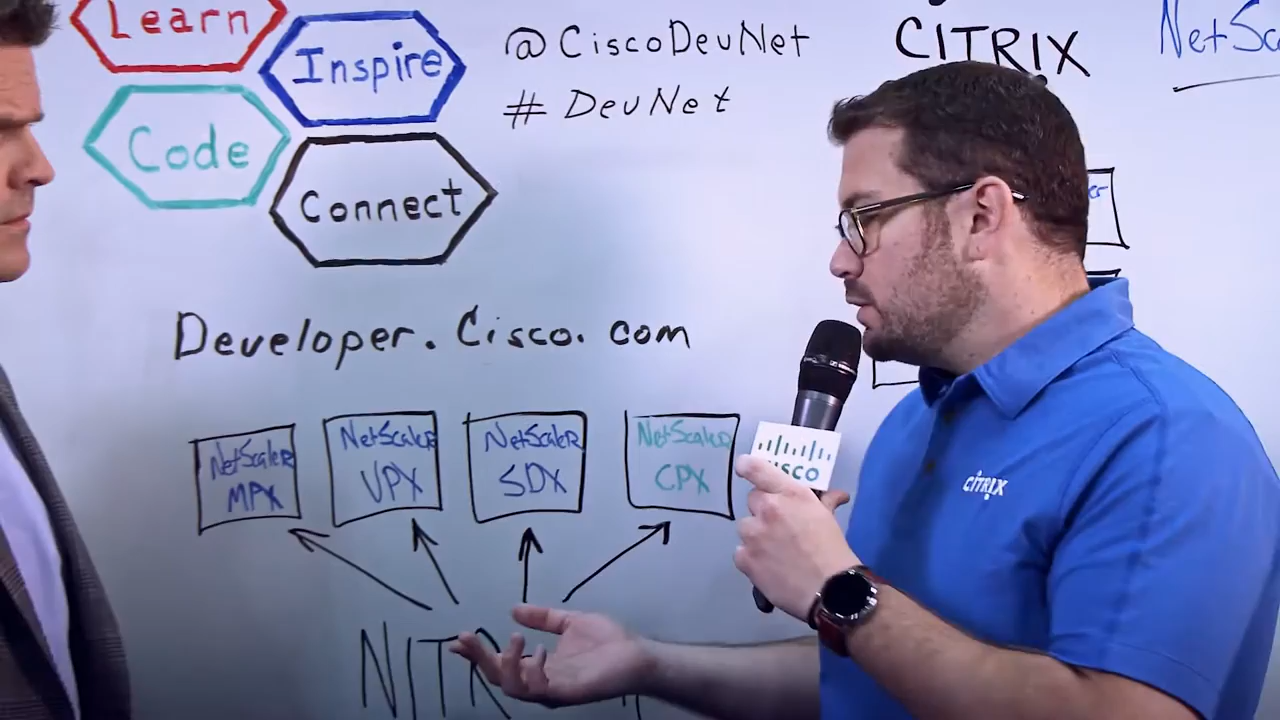 Learn
Inspire
Code
Connect
@CiscoDevNet
#DevNet
CiTRIX
Developer.Cisco.com
NetScaler
MPX
NetScaler
VPX
NetScaler
SDX
NetScaler
CPX
CISCO
CiTRIX